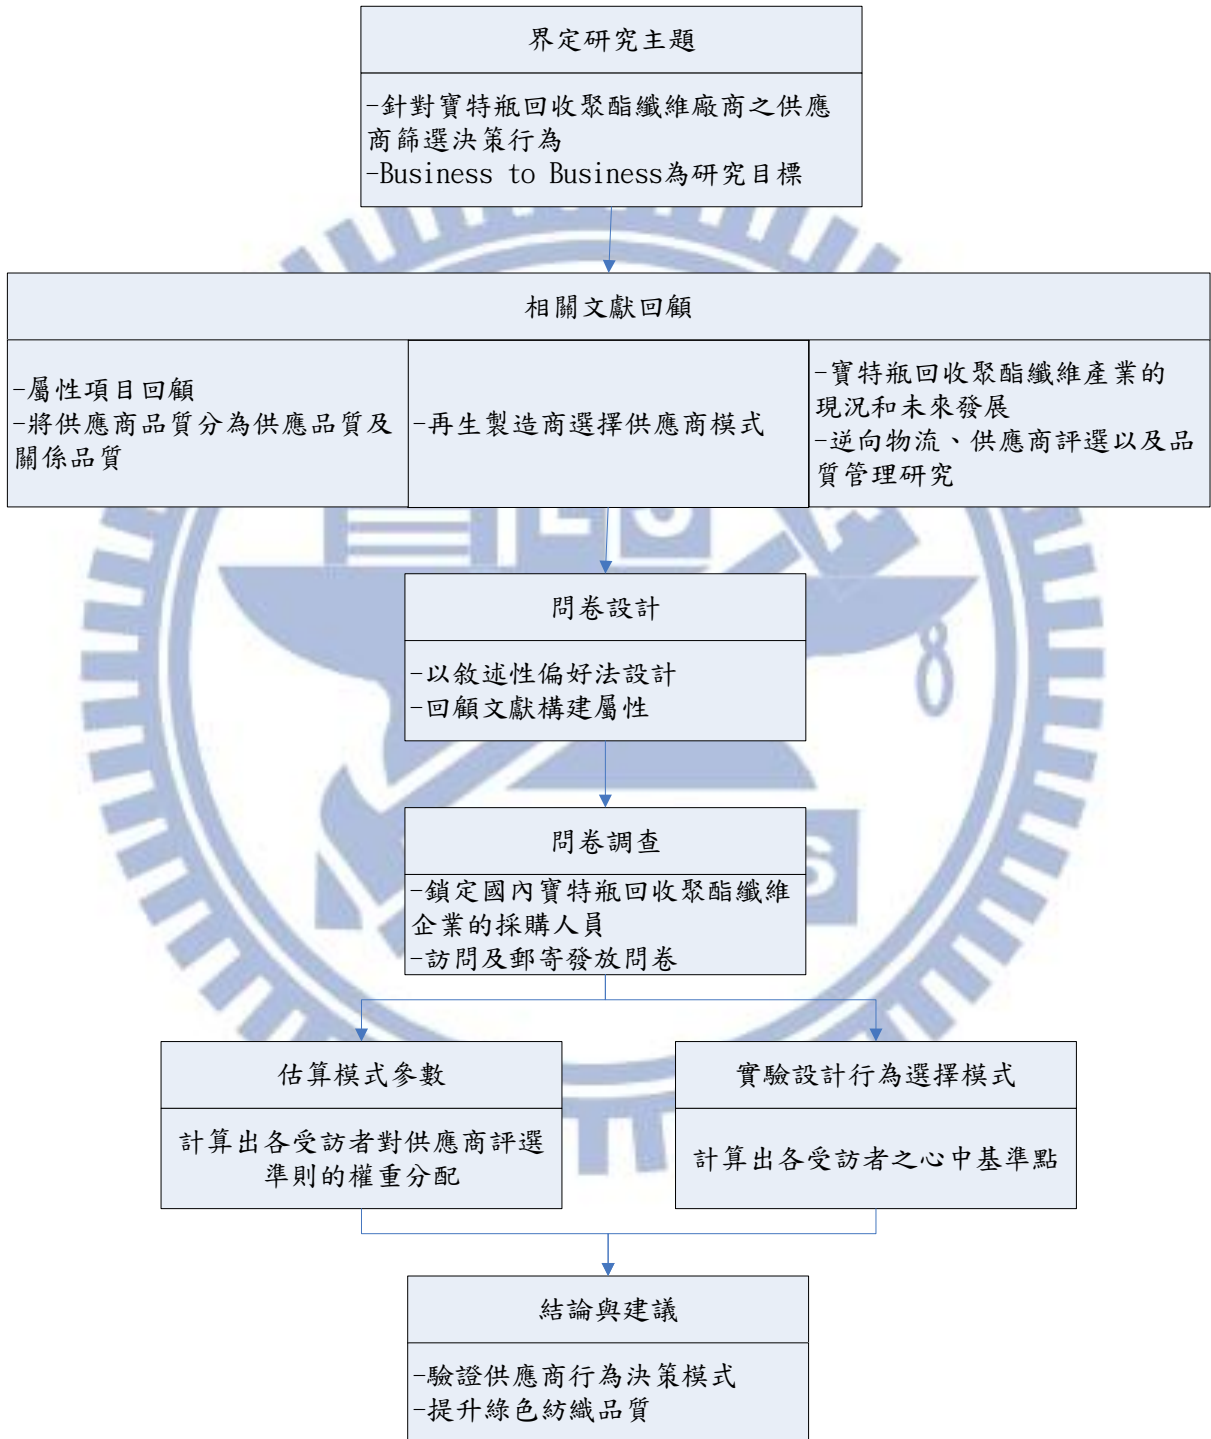 界定研究主題
-針對寶特瓶回收聚酯纖維廠商之供應
商篩選決策行為
-Business to Business為研究目標
相關文獻回顧
-屬性項目回顧
-將供應商品質分為供應品質及
關係品質
-再生製造商選擇供應商模式
-寶特瓶回收聚酯纖維產業的
現況和未來發展
-逆向物流、供應商評選以及品
質管理研究
問卷設計
-以敘述性偏好法設計
-回顧文獻構建屬性
問卷調查
-鎖定國內寶特瓶回收聚酯纖維
企業的採購人員
-訪問及郵寄發放問卷
估算模式參數
計算出各受訪者對供應商評選
準則的權重分配
實驗設計行為選擇模式
計算出各受訪者之心中基準點
結論與建議
-驗證供應商行為決策模式
-提升綠色紡織品質